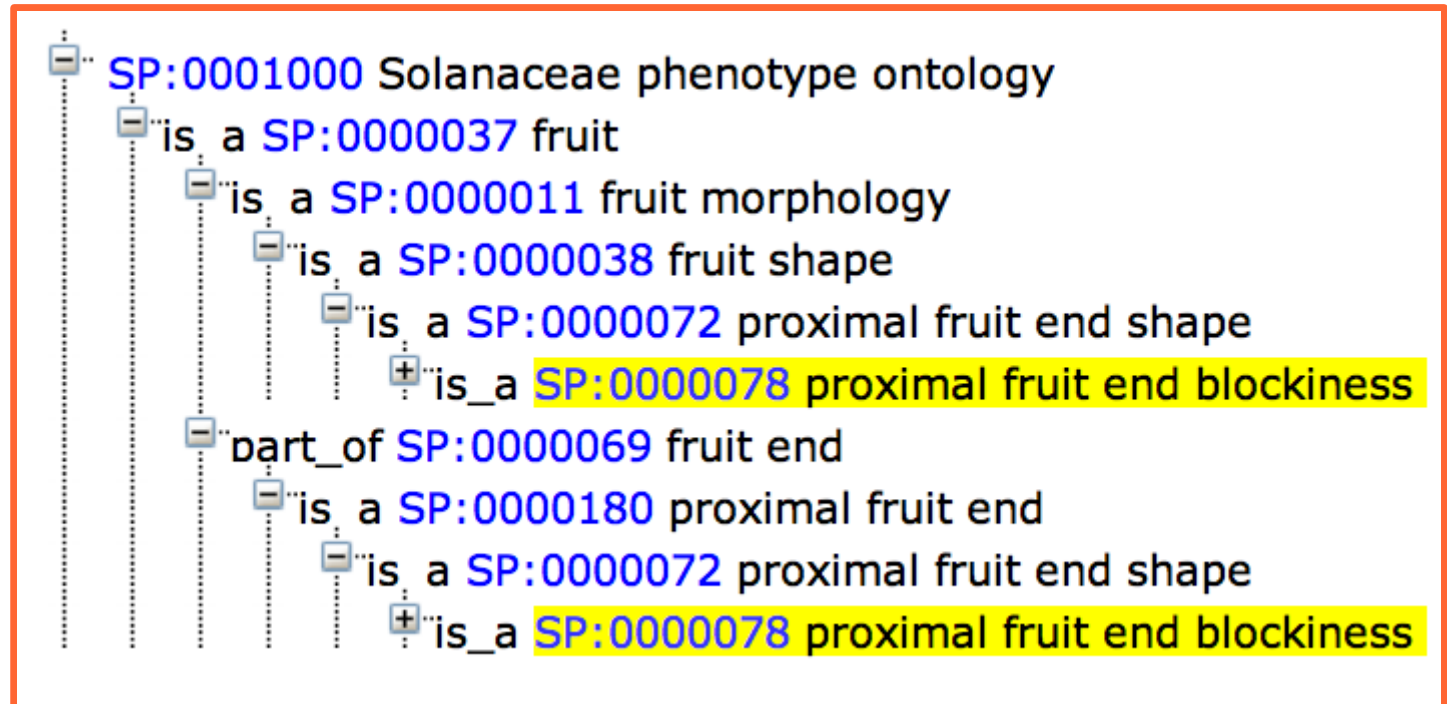 SP:0001000 Solanaceae phenotype ontology
is_a SP:0000037 fruit
is_a SP:0000011 fruit morphology
is_a SP:0000038 fruit shape
is_a SP:0000072 proximal fruit end shape
is_a SP:0000078 proximal fruit end blockiness
part_of SP:0000069 fruit end
is_a SP:0000180 proximal fruit end
is_a SP:0000072 proximal fruit end shape
is_a SP:0000078 proximal fruit end blockiness